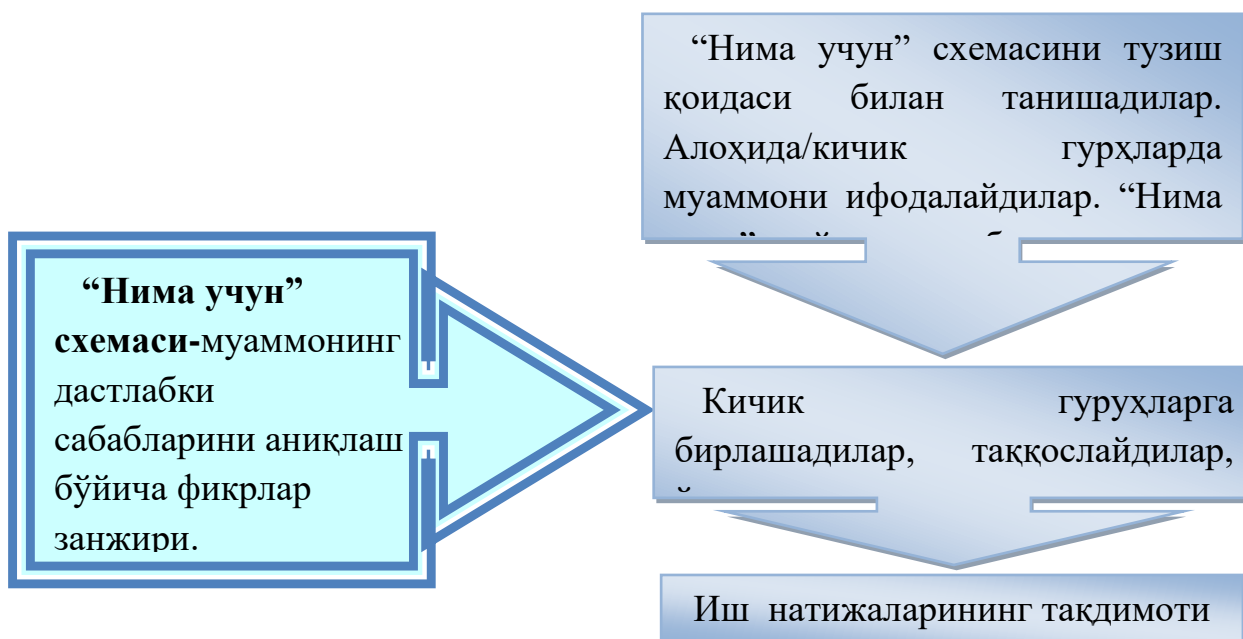 “Нима учун”
схемаси-муаммонинг
дастлабки
сабабларини аниқлаш
бўйича фикрлар
занжири.
“Нима учун” схемасини тузиш
қоидаси билан танишадилар.
Алоҳида/кичик гурҳларда
муаммони ифодалайдилар. “Нима
Кичик гуруҳларга
бирлашадилар, таққослайдилар,
Иш натижаларининг тақдимоти